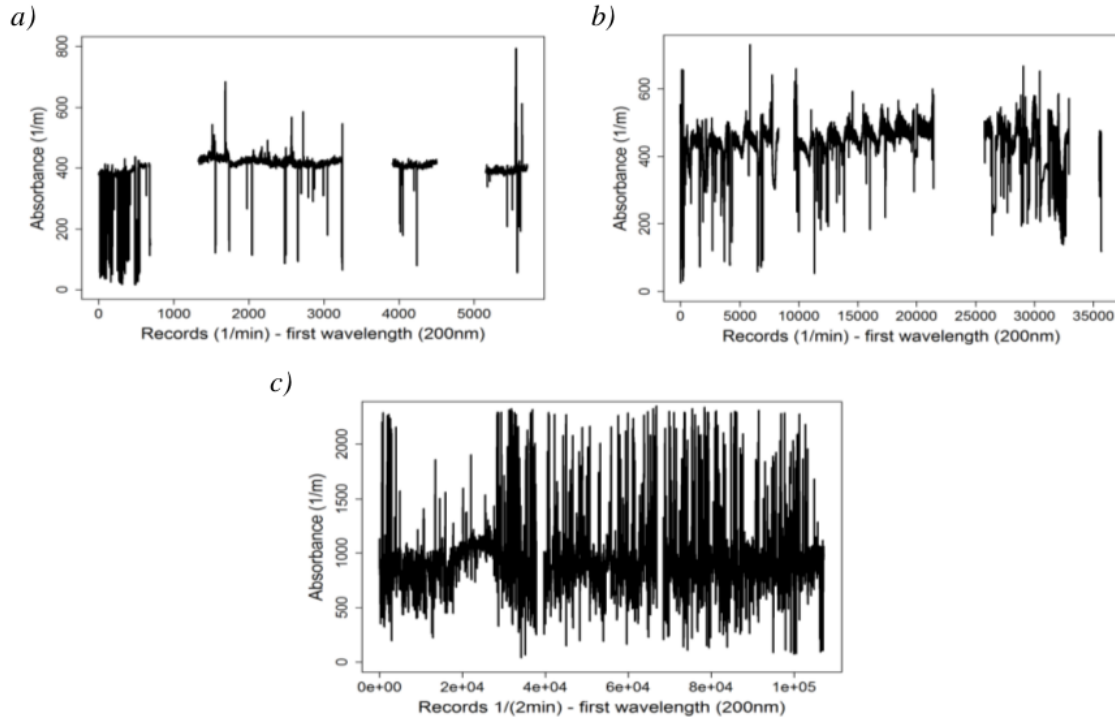 a)
800
600
400
200
0
Absorbance (1/m)
0 1000 2000 3000 4000 5000
Records (1/min) - first wavelength (200nm)
b)
600
400
200
0
Absorbance (1/m)
0 5000 10000 15000 20000 25000 30000 35000
Records (1/min) - first wavelength (200nm)
c)
2000
1500
1000
500
0
Absorbance (1/m)
0e+00 2e+04 4e+04 6e+04 8e+04 1e+05
Records 1/(2min) - first wavelength (200nm)